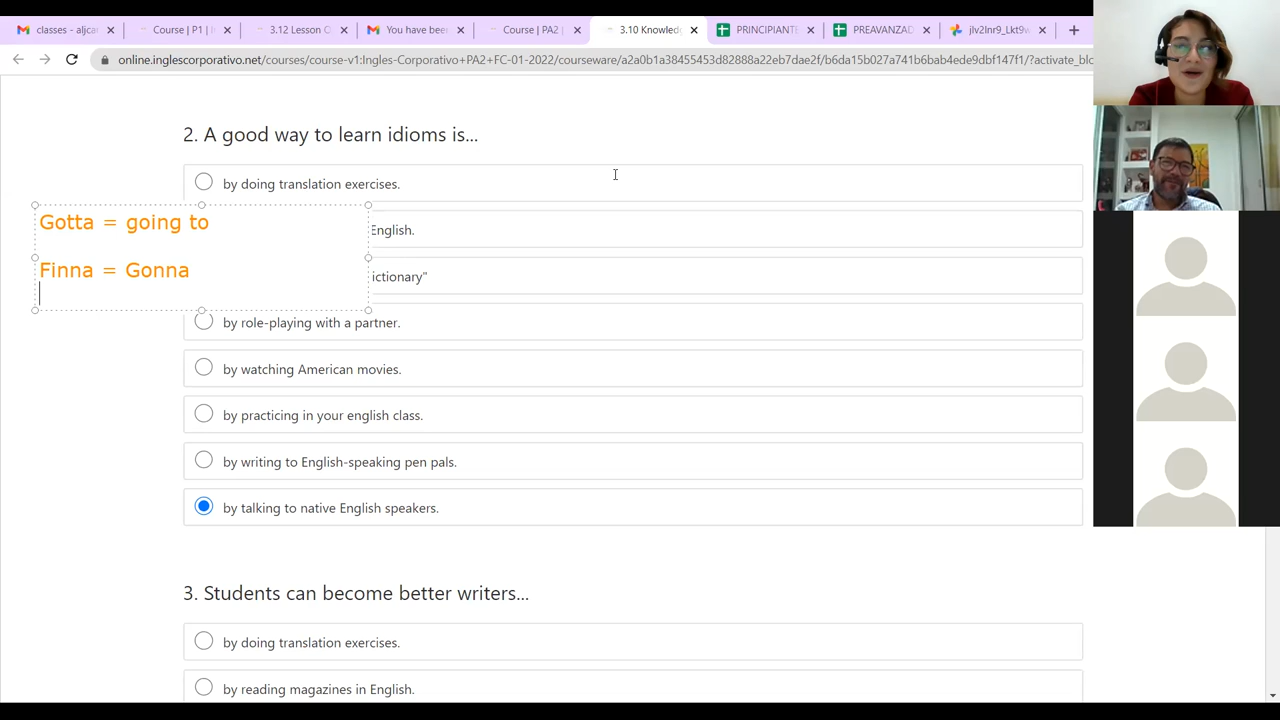 classes - aljca
Course | P1 |
3.12 Lesson
You have been
Course | PA2
3.10 Knowledg
PRINCIPIANTE
PREAVANZAD
online.inglescorporativo.net/courses/course-v1:Ingles-Corporativo+PA2+FC-01-2022/courseware/a2a0b1a38455453d82888a22eb7dae2f/b6da15b027a741b6bab4ede9dbf147f1/?activate_blo
2. A good way to learn idioms is...
by doing translation exercises.
Gotta = going to
English.
Finna = Gonna
ictionary"
by role-playing with a partner.
by watching American movies.
by practicing in your english class.
by writing to English-speaking pen pals.
by talking to native English speakers.
3. Students can become better writers...
by doing translation exercises.
by reading magazines in English.